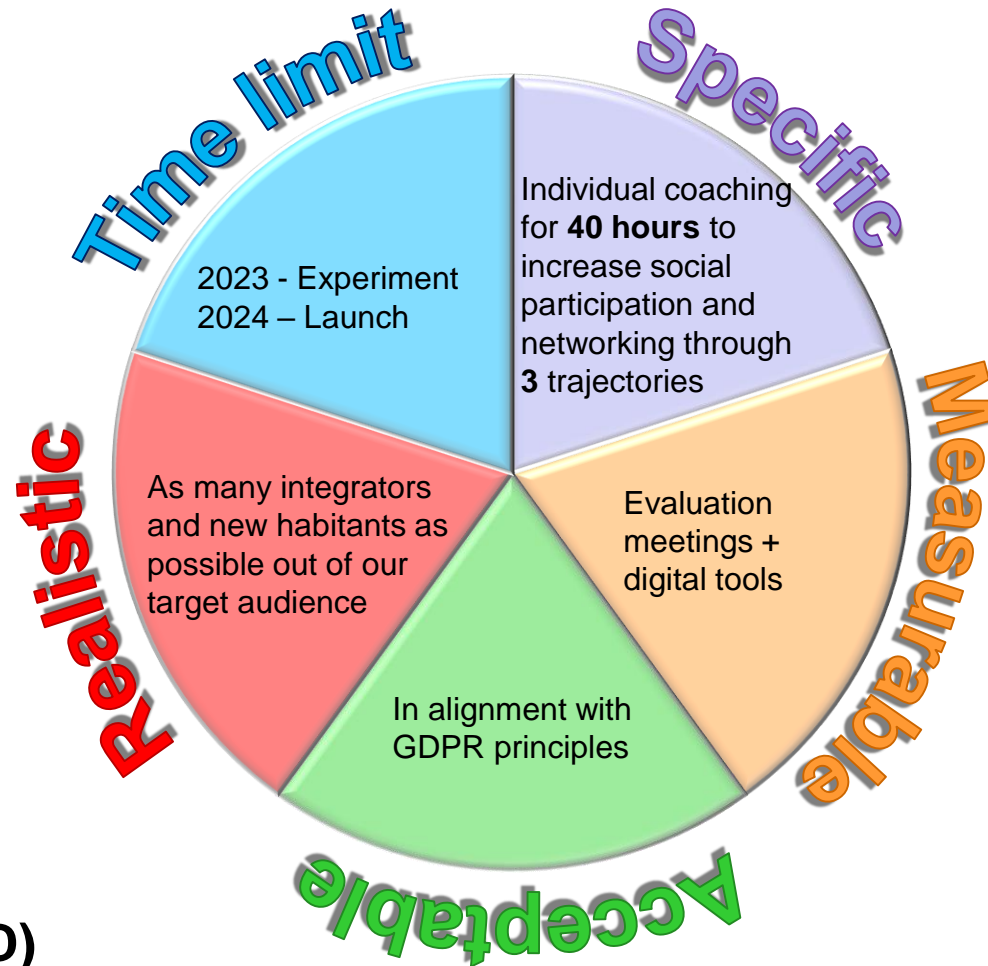 Time limit
Specific
Individual coaching
for 40 hours to
increase social
participation and
networking through
3 trajectories
2023 - Experiment
2024 – Launch
Measurable
Evaluation
meetings +
digital tools
Realistic
As many integrators
and new habitants as
possible out of our
target audience
In alignment with
GDPR principles
Acceptable
)